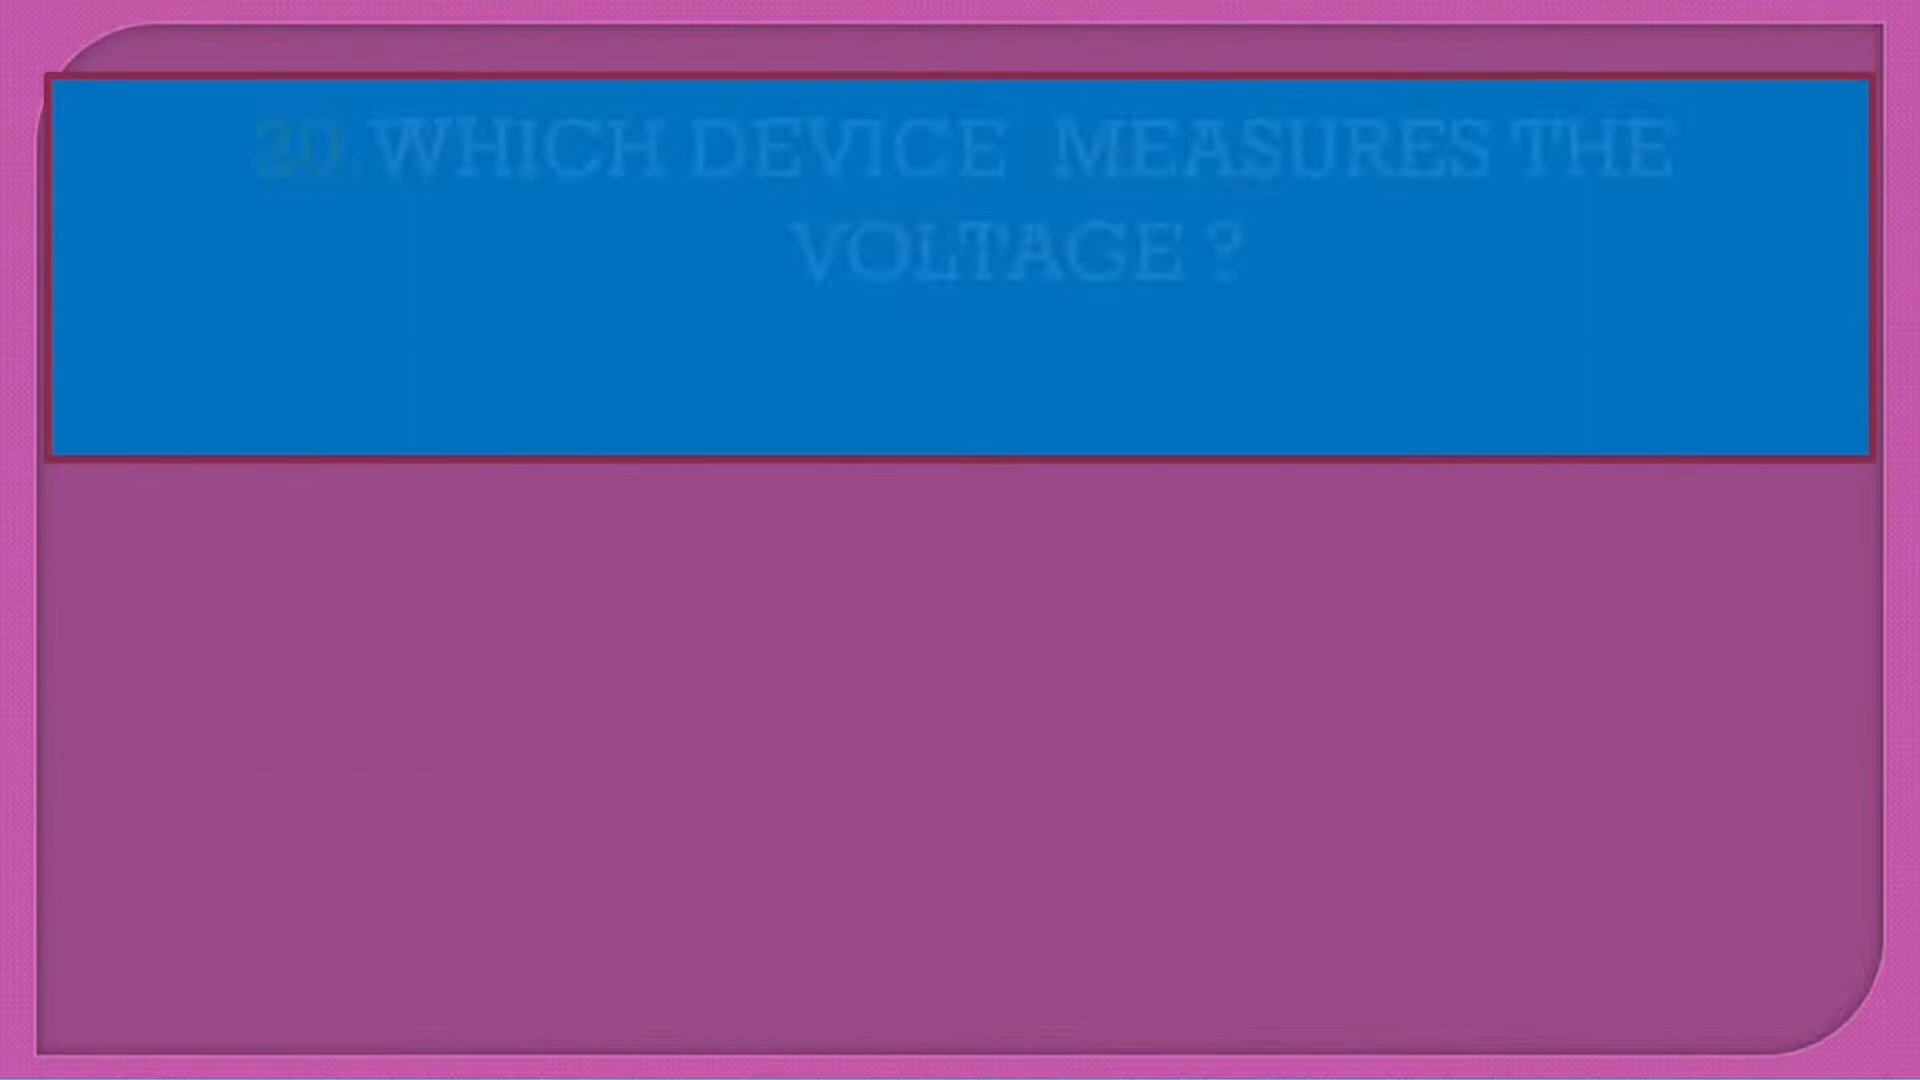 20. WHICH DEVICE MEASURES THE
VOLTAGE ?